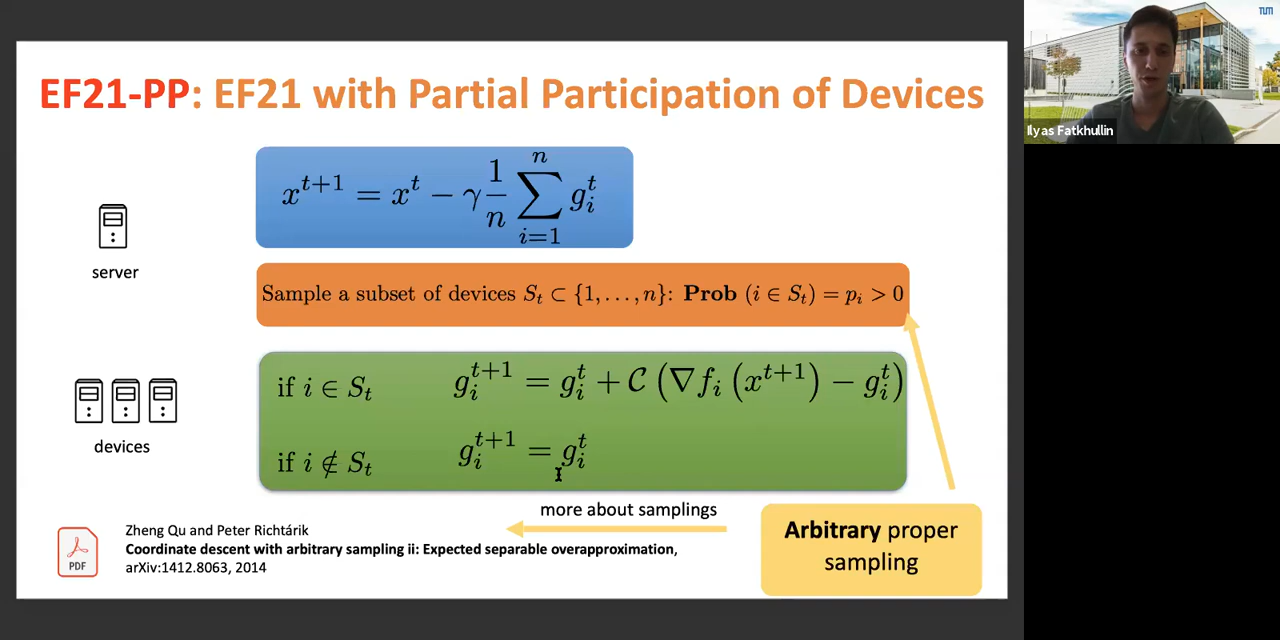 EF21-PP: EF21 with Partial Participation of Devices
x^{t+1} = x^t − γ \frac{1}{n} \sum_{i=1}^{n} g_i^t
server
Sample a subset of devices S_t ⊂ {1, . . . , n}: Prob (i ∈ S_t) = p_i > 0
if i ∈ S_t g_i^{t+1} = g_i^t + C (∇f_i (x^{t+1}) − g_i^t)
devices
if i ∉ S_t g_i^{t+1} = g_i^t
more about samplings
Arbitrary proper
sampling
PDF
Zheng Qu and Peter Richtárik
Coordinate descent with arbitrary sampling ii: Expected separable overapproximation,
arXiv:1412.8063, 2014
TUM
Ilyas Fatkhullin